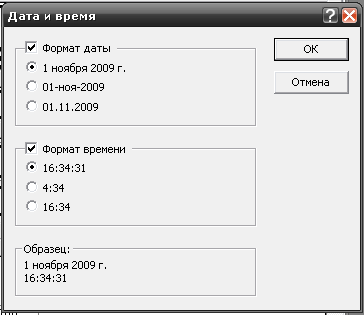 Дата и время
Формат даты
1 ноября 2009 г.
01-ноя-2009
01.11.2009
Формат времени
16:34:31
4:34
16:34
Образец:
1 ноября 2009 г.
16:34:31
OK
Отмена